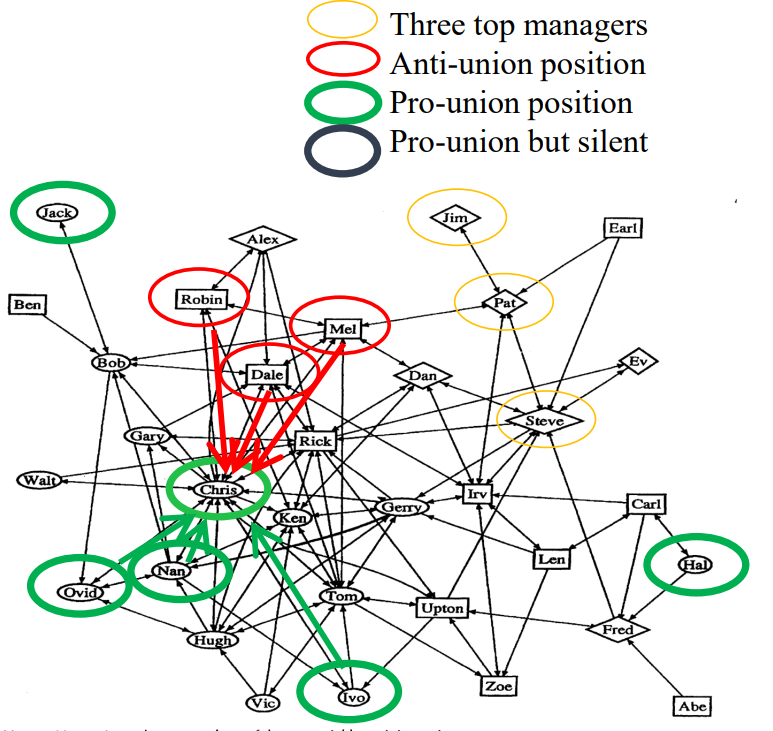 Three top managers
Anti-union position
Pro-union position
Pro-union but silent
Jack
Jim
Earl
Alex
Robin
Pat
Ben
Mel
Bob
Dale
Dan
Ev
Steve
Gary
Rick
Walt
Chris
Irv
Carl
Ken
Gerry
Len
Hal
Nan
Ovid
Tom
Upton
Fred
Hugh
Zoe
Vic
Ivo
Abe